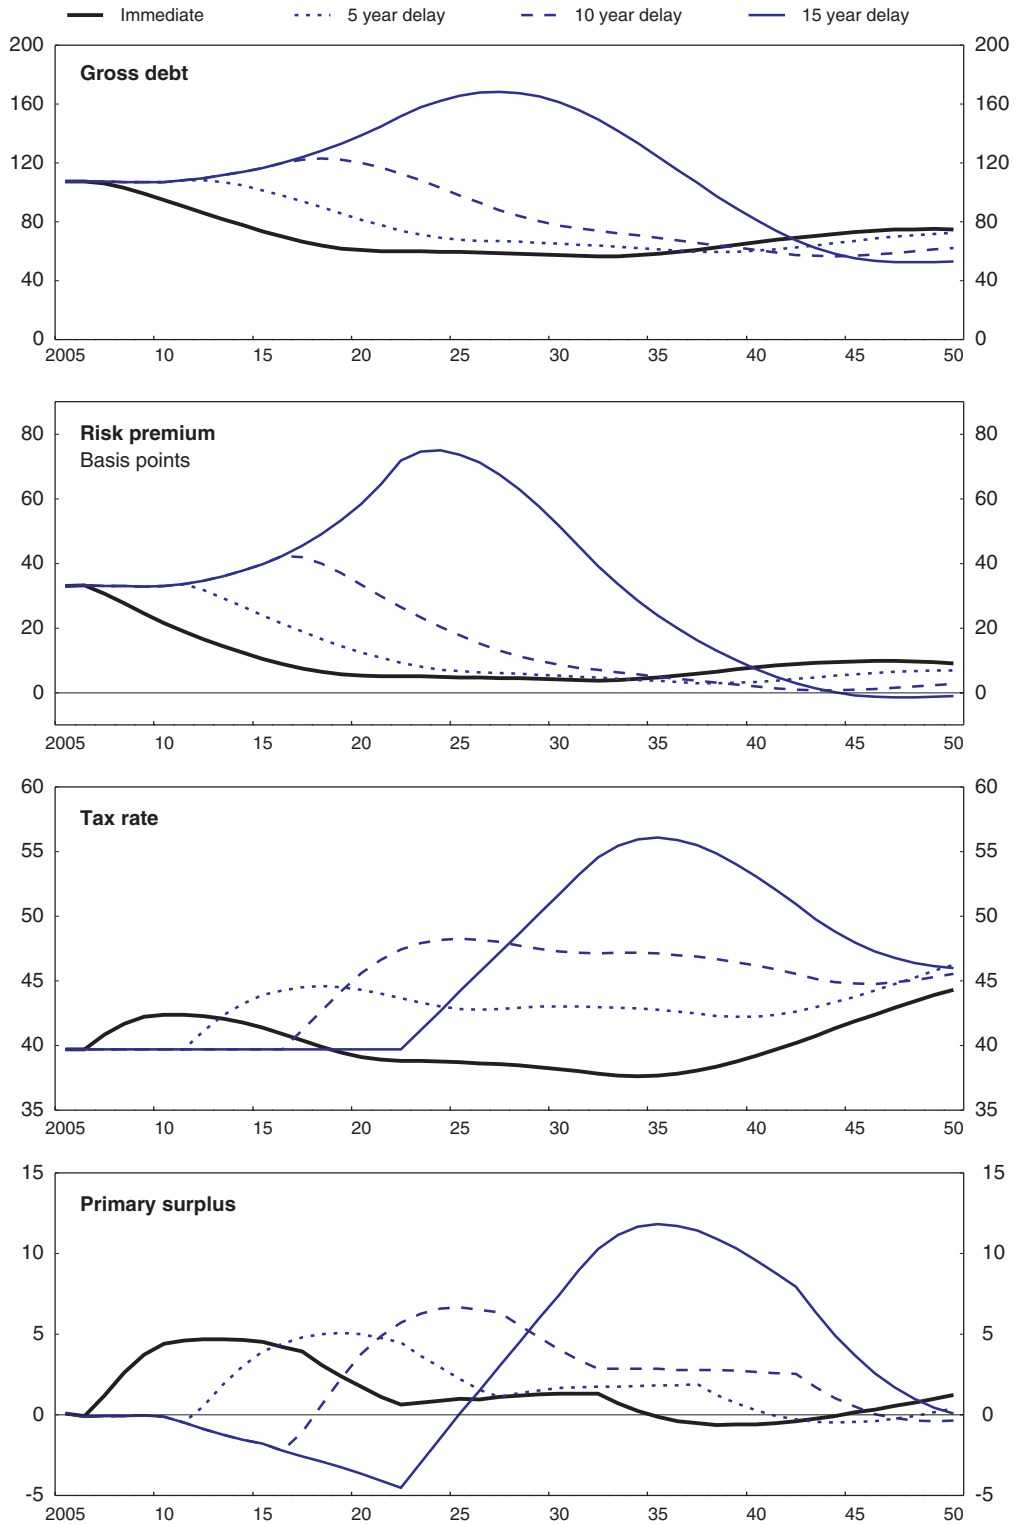 Immediate 5 year delay 10 year delay 15 year delay
200 200
Gross debt
160 160
120 120
80 80
40 40
0 0
2005 10 15 20 25 30 35 40 45 50
80 80
Risk premium
Basis points
60 60
40 40
20 20
0 0
2005 10 15 20 25 30 35 40 45 50
60 60
Tax rate
55 55
50 50
45 45
40 40
35 35
2005 10 15 20 25 30 35 40 45 50
15 15
Primary surplus
10 10
5 5
0 0
-5 -5
2005 10 15 20 25 30 35 40 45 50